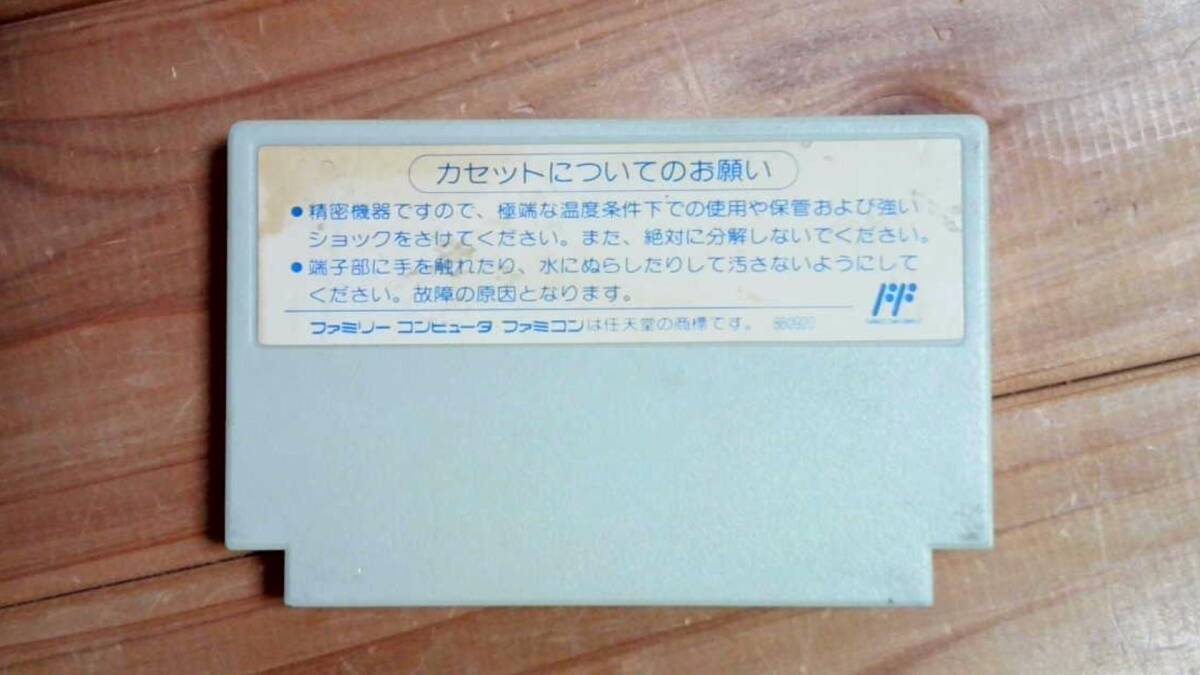 カセットについてのお願い
●精密機器ですので、極端な温度条件下での使用や保管および強い
ショックをさけてください。また、絶対に分解しないでください。
●端子部に手を触れたり、水にぬらしたりして汚さないようにして
ください。故障の原因となります。
ファミリー コンピュータ ファミコンは任天堂の商標です。